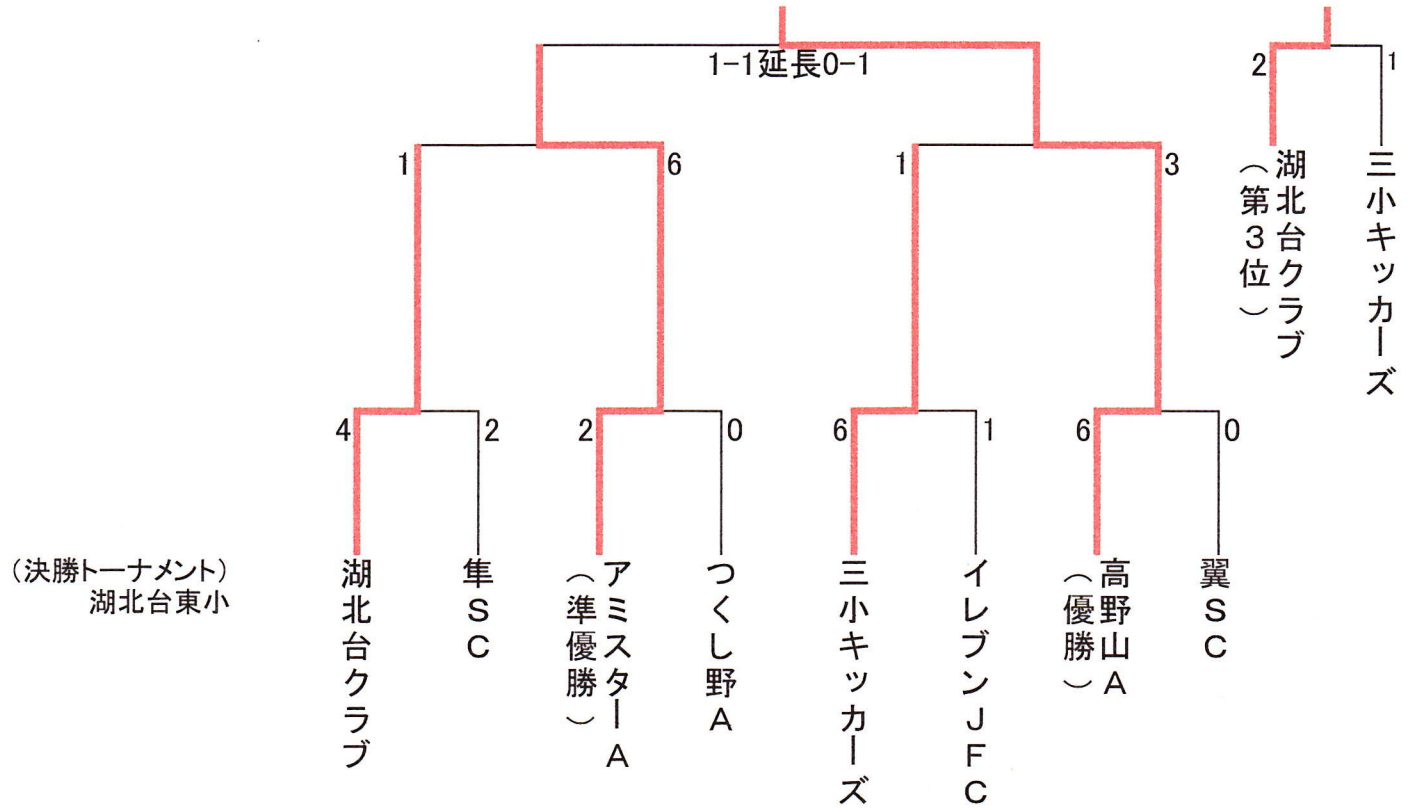 1-1延長0-1
2
1
1
6
1
3
湖北台クラブ
（第３位）
三小キッカーズ
4
2
2
0
6
1
6
0
（決勝トーナメント）
湖北台東小
湖北台クラブ
隼ＳＣ
アミスターＡ
（準優勝）
つくし野Ａ
三小キッカーズ
イレブンＪＦＣ
高野山Ａ
（優勝）
翼ＳＣ